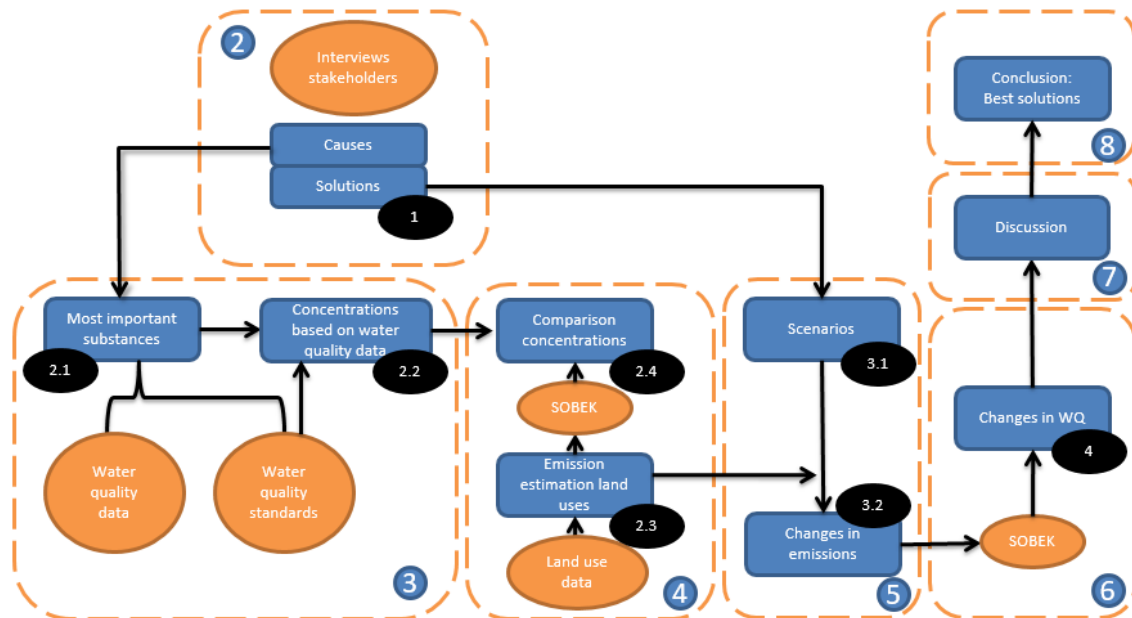 2
Interviews
stakeholders
Causes
Solutions
1
Most important
substances
2.1
Concentrations
based on water
quality data
2.2
Water
quality
data
Water
quality
standards
3
Comparison
concentrations
2.4
SOBEK
Emission
estimation land
uses
2.3
Land use
data
4
Scenarios
3.1
3.2
Changes in
emissions
5
Conclusion:
Best solutions
8
Discussion
7
Changes in WQ
4
SOBEK
6